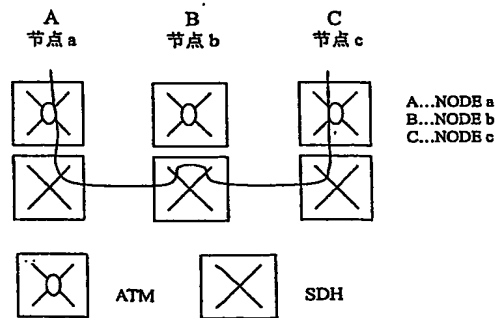 A B C
节点 a 节点 b 节点 c
A...NODE a
B...NODE b
C...NODE c
ATM SDH